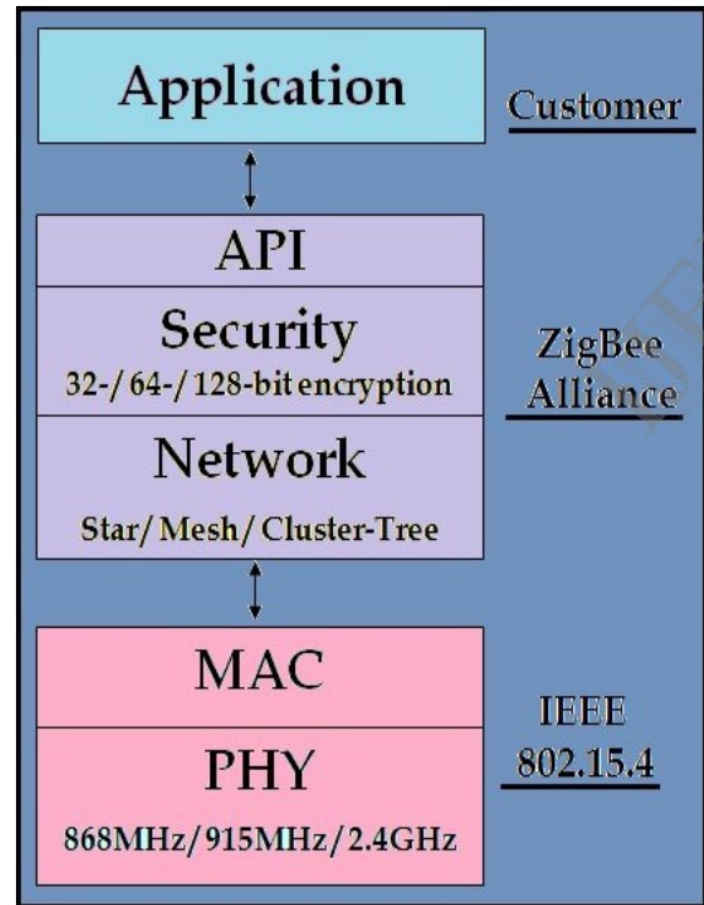 Application
Customer
API
Security
32-/64-/128-bit encryption
ZigBee
Alliance
Network
Star/Mesh/Cluster-Tree
MAC
IEEE
802.15.4
PHY
868MHz/915MHz/2.4GHz